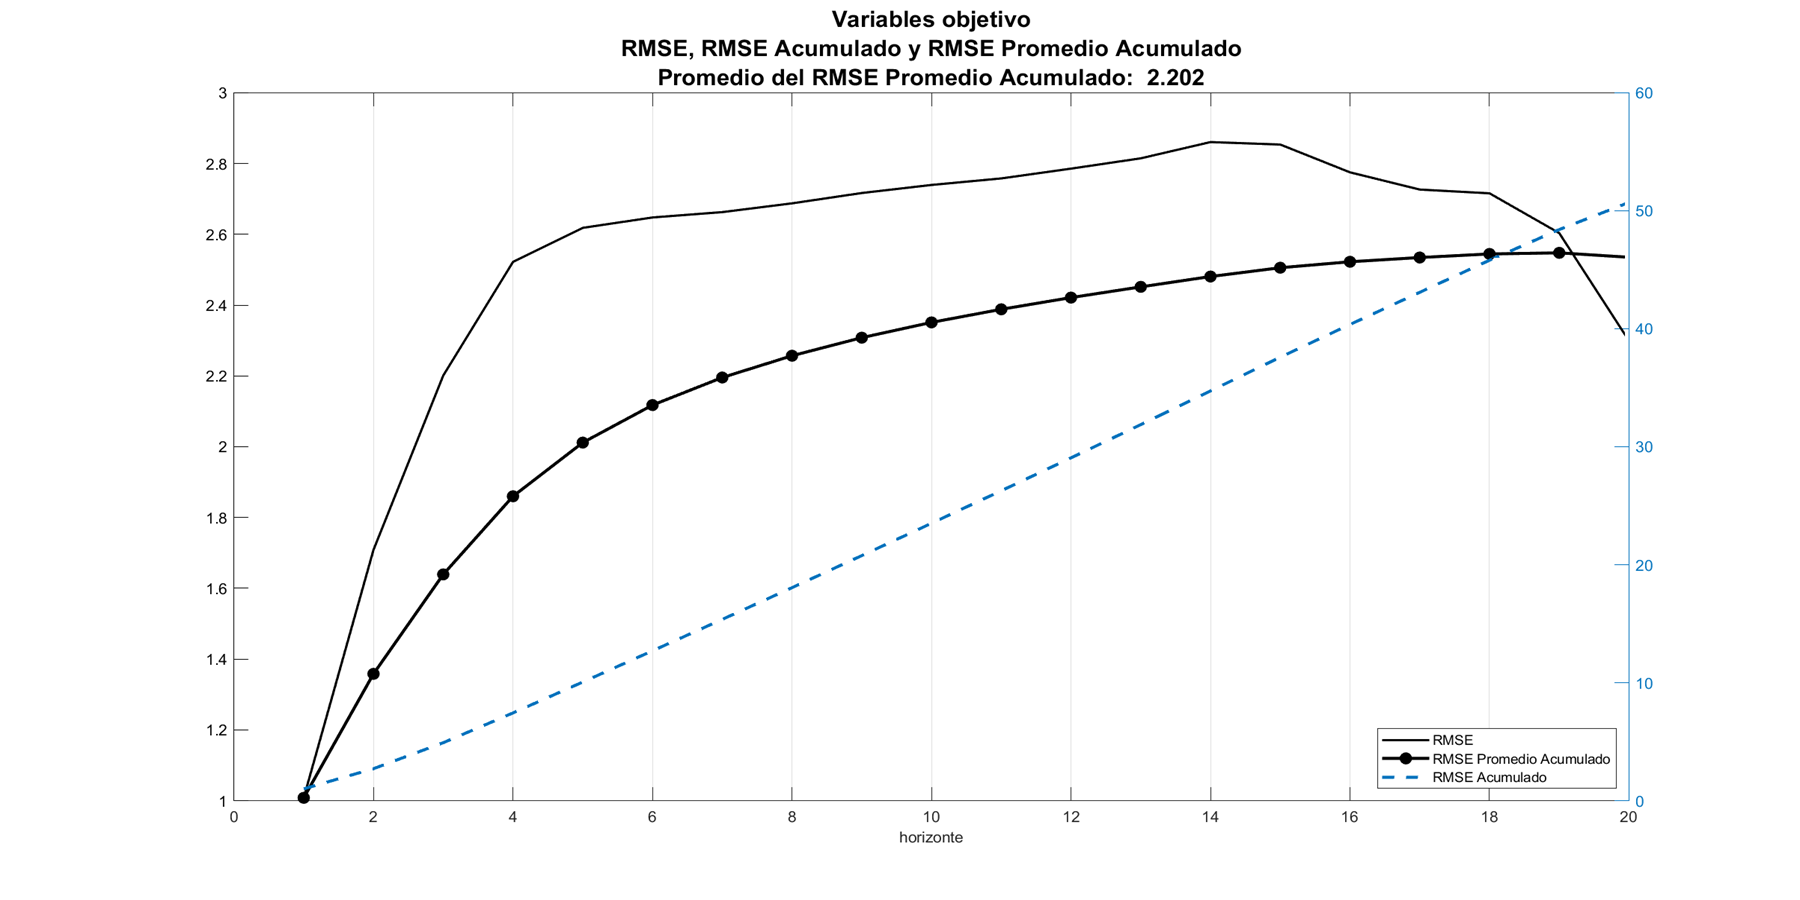 Variables objetivo
RMSE, RMSE Acumulado y RMSE Promedio Acumulado
Promedio del RMSE Promedio Acumulado: 2.202
3
2.8
2.6
2.4
2.2
2
1.8
1.6
1.4
1.2
1
60
50
40
30
20
10
0
RMSE
RMSE Promedio Acumulado
RMSE Acumulado
0 2 4 6 8 10 12 14 16 18 20
horizonte